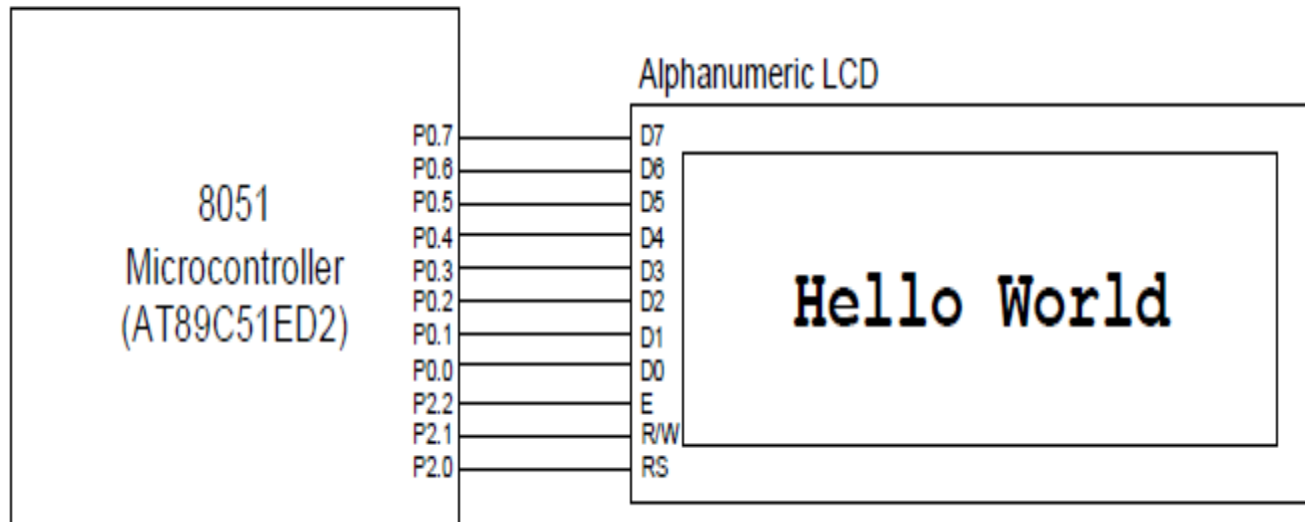 Alphanumeric LCD
8051
Microcontroller
(AT89C51ED2)
P0.7 D7
P0.6 D6
P0.5 D5
P0.4 D4
P0.3 D3
P0.2 D2
P0.1 D1
P0.0 D0
P2.2 E
P2.1 R/W
P2.0 RS
Hello World